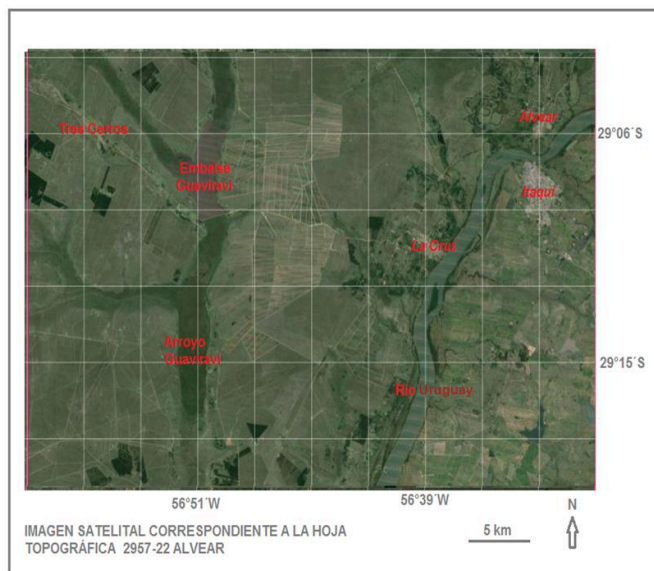 Alvear
Tres Cerros
29°06´S
Embalse
Guaviraví
Itaquí
La Cruz
Arroyo
Guaviraví
29°15´S
Río Uruguay
56°51´W
56°39´W
N
IMAGEN SATELITAL CORRESPONDIENTE A LA HOJA
TOPOGRÁFICA 2957-22 ALVEAR
5 km